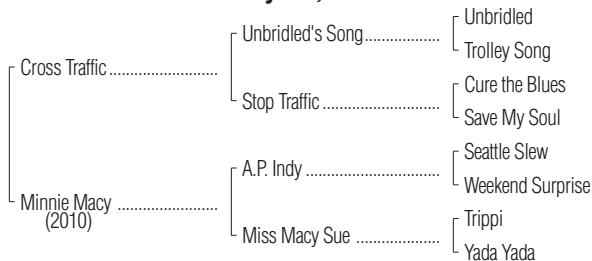 Unbridled
Unbridled's Song
Trolley Song
Cross Traffic
Cure the Blues
Stop Traffic
Save My Soul
Seattle Slew
A.P. Indy
Weekend Surprise
Minnie Macy
(2010)
Trippi
Miss Macy Sue
Yada Yada